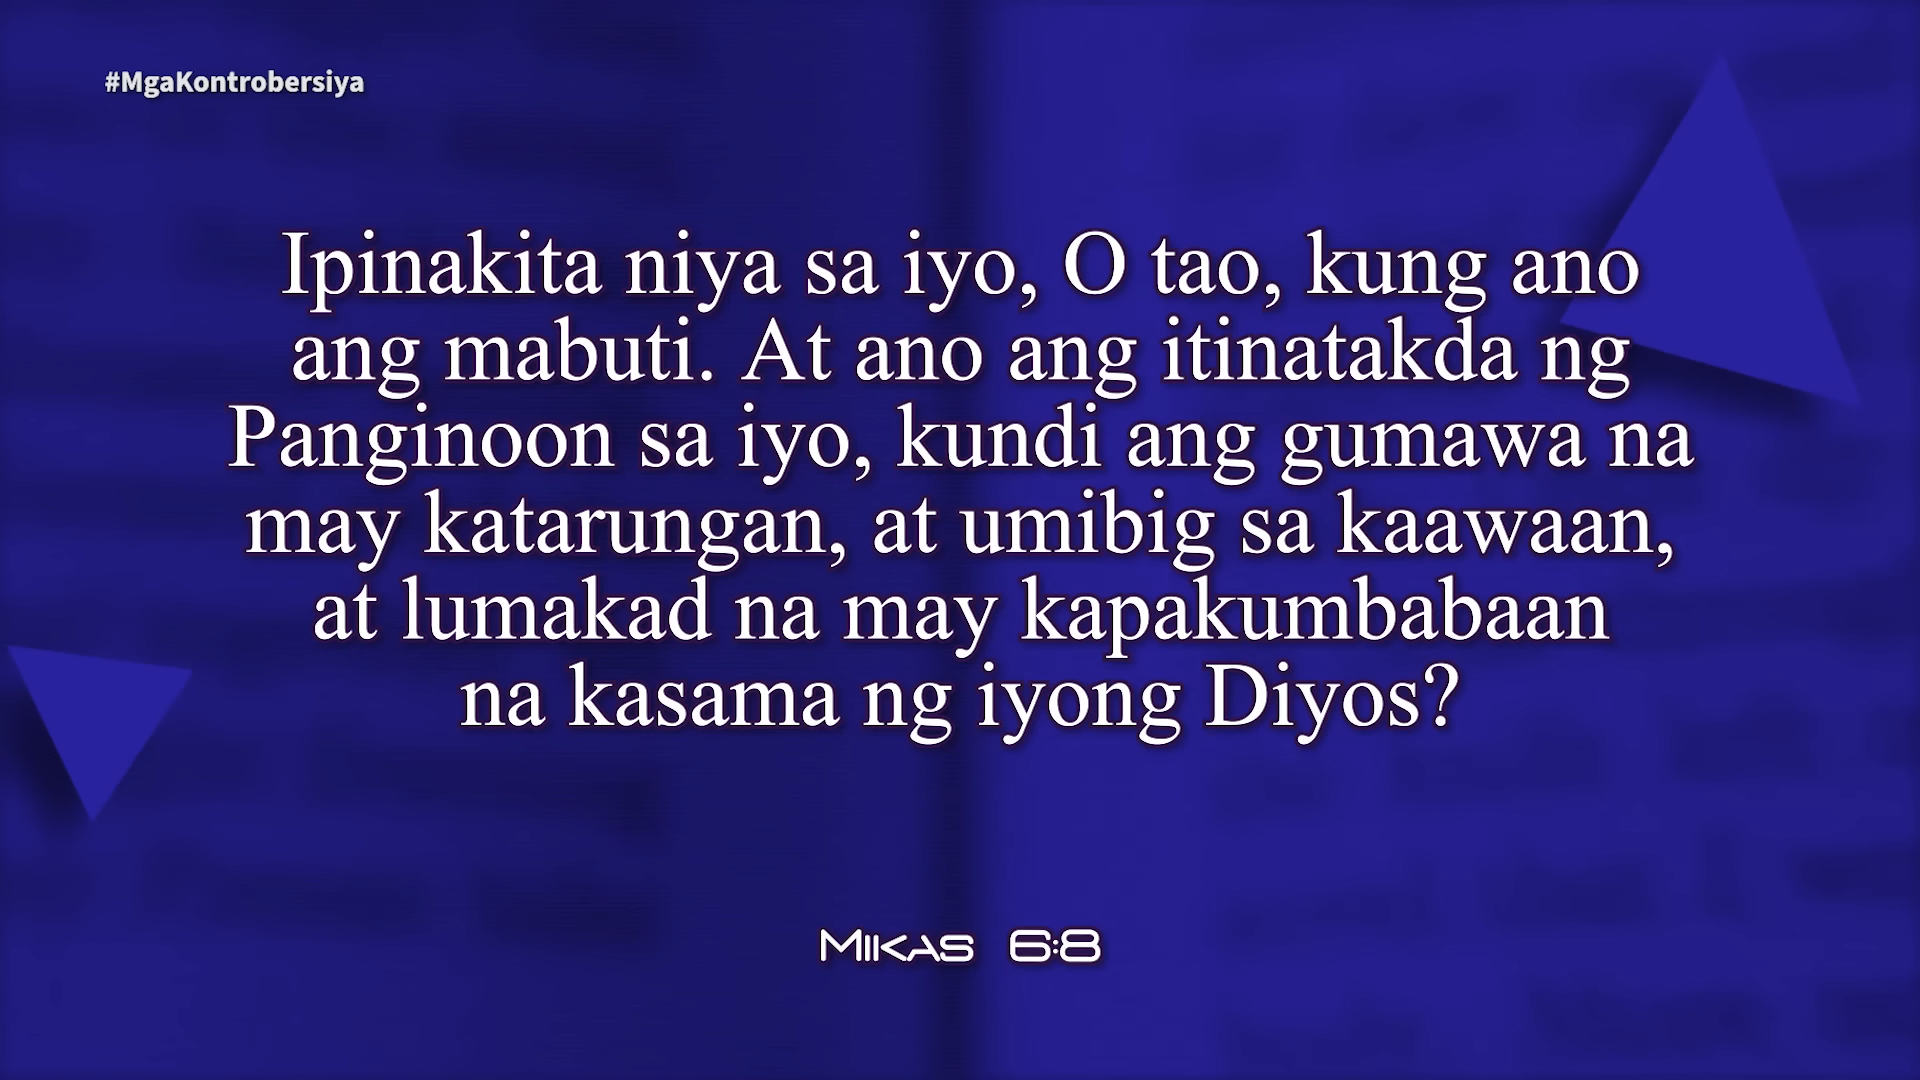 #MgaKontrobersiya
Ipinakita niya sa iyo, O tao, kung ano
ang mabuti. At ano ang itinatakda ng
Panginoon sa iyo, kundi ang gumawa na
may katarungan, at umibig sa kaawaan,
at lumakad na may kapakumbabaan
na kasama ng iyong Diyos?
Mikas 6:8